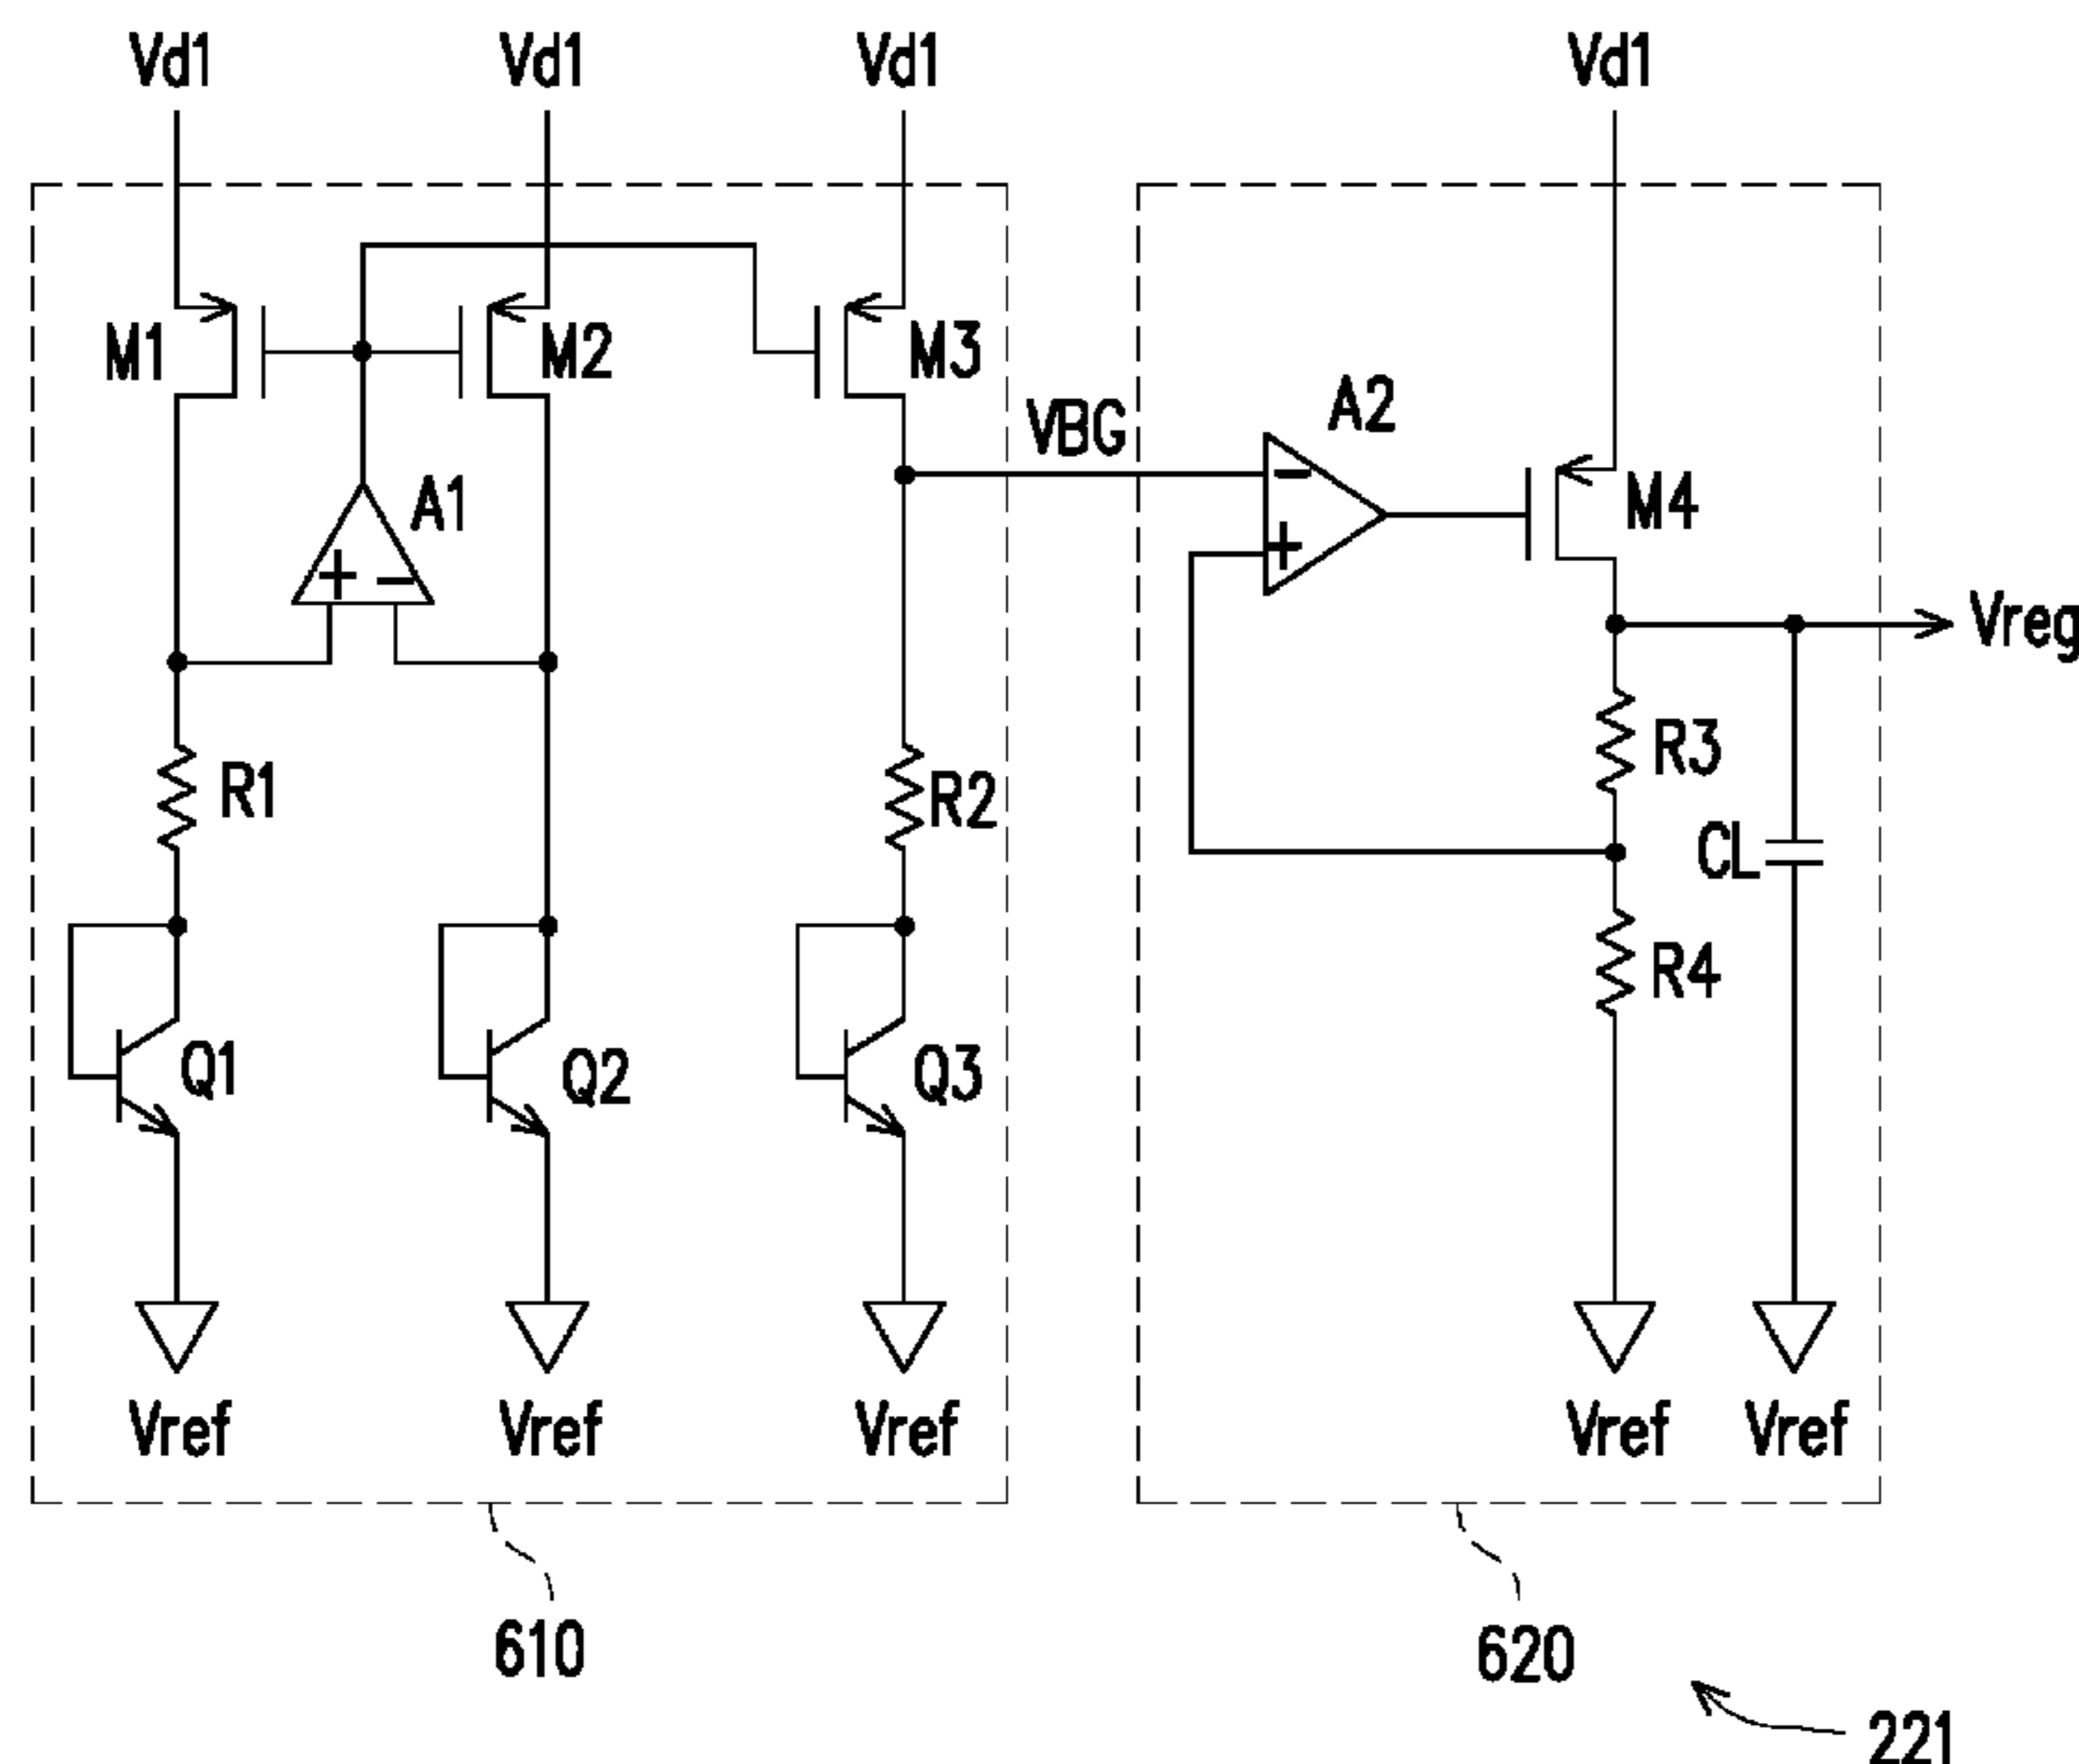 Vd1 Vd1 Vd1 Vd1
M1 M2 M3
A1 VBG A2 M4
+ - - +
Vreg
R1 R2 R3
CL
R4
Q1 Q2 Q3
Vref Vref Vref Vref Vref
610 620
221